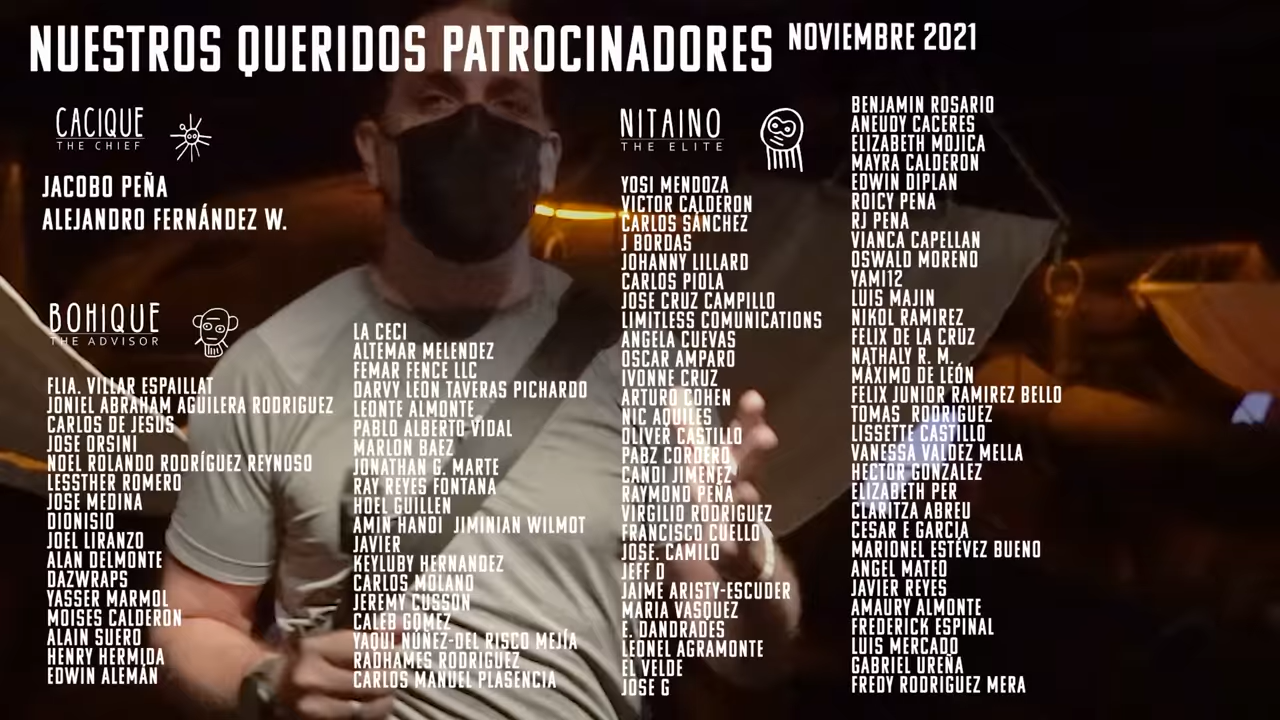 NUESTROS QUERIDOS PATROCINADORES NOVIEMBRE 2021
CACIQUE
THE CHIEF
JACOBO PEÑA
ALEJANDRO FERNÁNDEZ W.
BOHIQUE
THE ADVISOR
FLIA. VILLAR ESPAILLAT
JONIEL ABRAHAM AGUILERA RODRIGUEZ
CARLOS DE JESÚS
JOSE ORSINI
NOEL ROLANDO RODRÍGUEZ REYNOSO
LESSTHER ROMERO
JOSE MEDINA
DIONISIO
JOEL LIRANZO
ALAN DELMONTE
DAZWRAPS
YASSER MARMOL
MOISES CALDERÓN
ALAIN SUERO
HENRY HERMIDA
EDWIN ALEMÁN
LA CECI
ALTEMAR MELENDEZ
FEMAR FENCE LLC
DARVY LEON TAVERAS PICHARDO
LEONTE ALMONTE
PABLO ALBERTO VIDAL
MARLON BAEZ
JONATHAN G. MARTE
RAY REYES FONTANA
HOEL GUILLEN
AMIN HANDI JIMINIAN WILMOT
JAVIER
KEYLUBY HERNANDEZ
CARLOS MOLANO
JEREMY CUSSON
CALEB GOMEZ
YAQUI NÚÑEZ-DEL RISCO MEJÍA
RADHAMES RODRIGUEZ
CARLOS MANUEL PLASENCIA
NITAINO
THE ELITE
YOSI MENDOZA
VICTOR CALDERON
CARLOS SÁNCHEZ
J BORDAS
JOHANNY LILLARD
CARLOS PIOLA
JOSE CRUZ CAMPILLO
LIMITLESS COMUNICATIONS
ANGELA CUEVAS
OSCAR AMPARO
IVONNE CRUZ
ARTURO COHEN
NIC AQUILES
OLIVER CASTILLO
PABZ CORDERO
CANDI JIMENEZ
RAYMOND PEÑA
VIRGILIO RODRIGUEZ
FRANCISCO CUELLO
JOSE. CAMILO
JEFF D
JAIME ARISTY-ESCUDER
MARIA VASQUEZ
E. DANDRADES
LEONEL AGRAMONTE
EL VELDE
JOSE G
BENJAMIN ROSARIO
ANEUDY CACERES
ELIZABETH MOJICA
MAYRA CALDERON
EDWIN DIPLAN
ROICY PENA
RJ PENA
VIANCA CAPELLAN
OSWALD MORENO
YAMI12
LUIS MAJIN
NIKOL RAMIREZ
FELIX DE LA CRUZ
NATHALY R. M.
MÁXIMO DE LEÓN
FELIX JUNIOR RAMIREZ BELLO
TOMAS RODRIGUEZ
LISSETTE CASTILLO
VANESSA VALDEZ MELLA
HECTOR GONZALEZ
ELIZABETH PER
CLARITZA ABREU
CESAR E GARCIA
MARIONEL ESTÉVEZ BUENO
ANGEL MATEO
JAVIER REYES
AMAURY ALMONTE
FREDERICK ESPINAL
LUIS MERCADO
GABRIEL UREÑA
FREDY RODRIGUEZ MERA